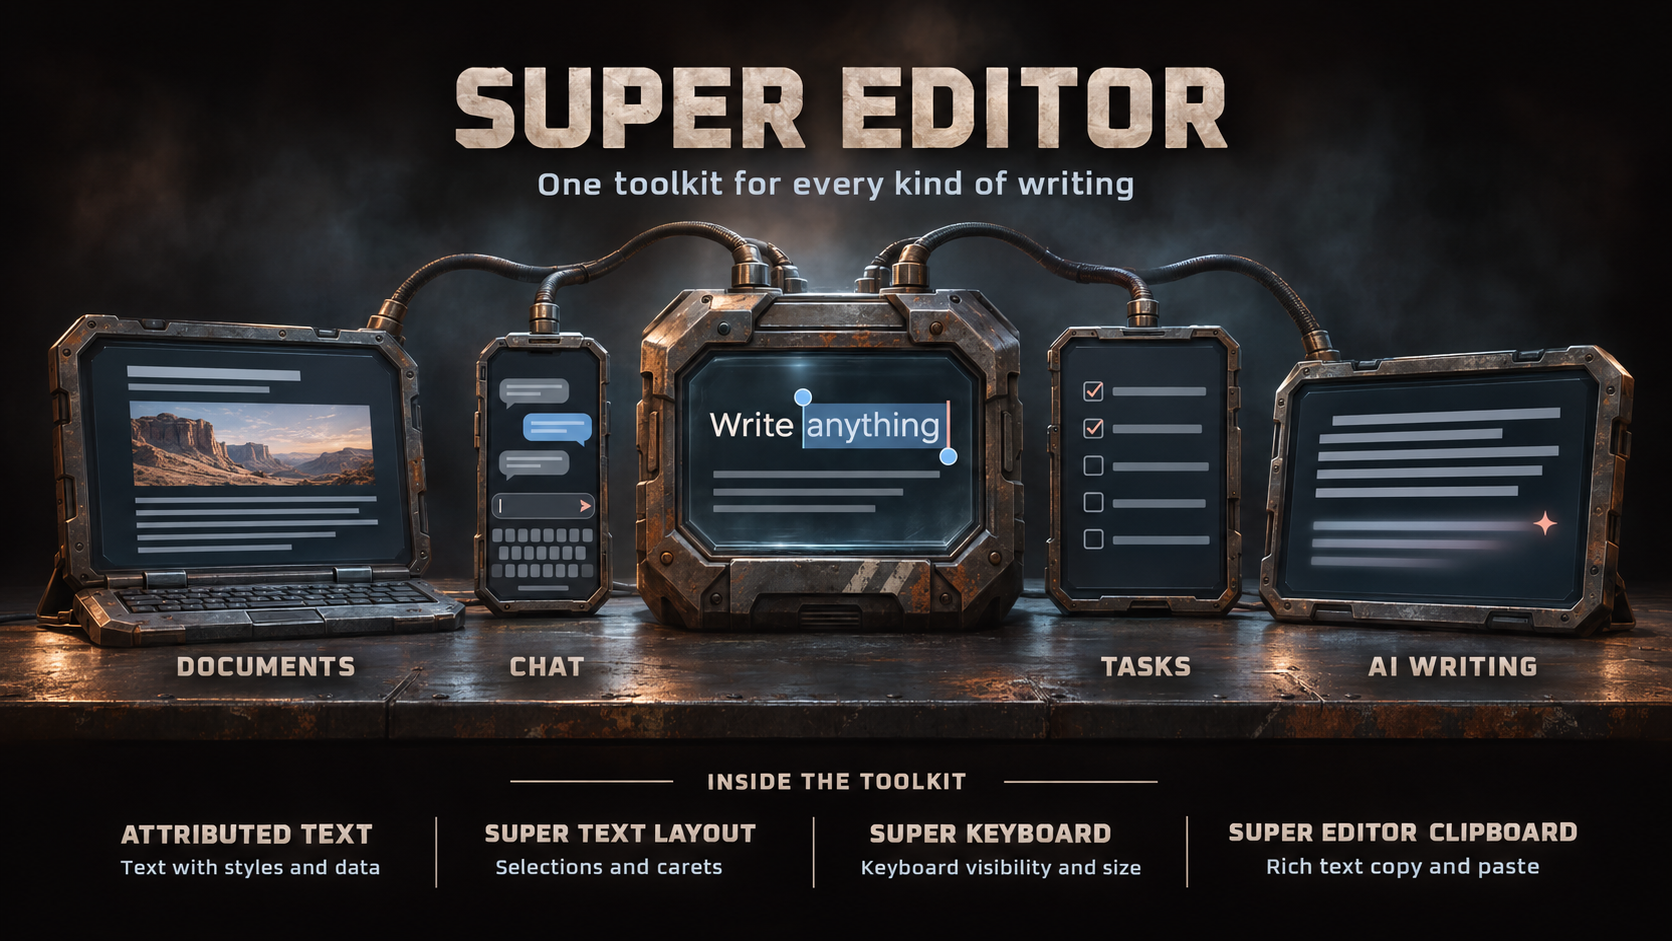 SUPER EDITOR
One toolkit for every kind of writing
Write anything
DOCUMENTS
CHAT
TASKS
AI WRITING
INSIDE THE TOOLKIT
ATTRIBUTED TEXT
Text with styles and data
SUPER TEXT LAYOUT
Selections and carets
SUPER KEYBOARD
Keyboard visibility and size
SUPER EDITOR CLIPBOARD
Rich text copy and paste